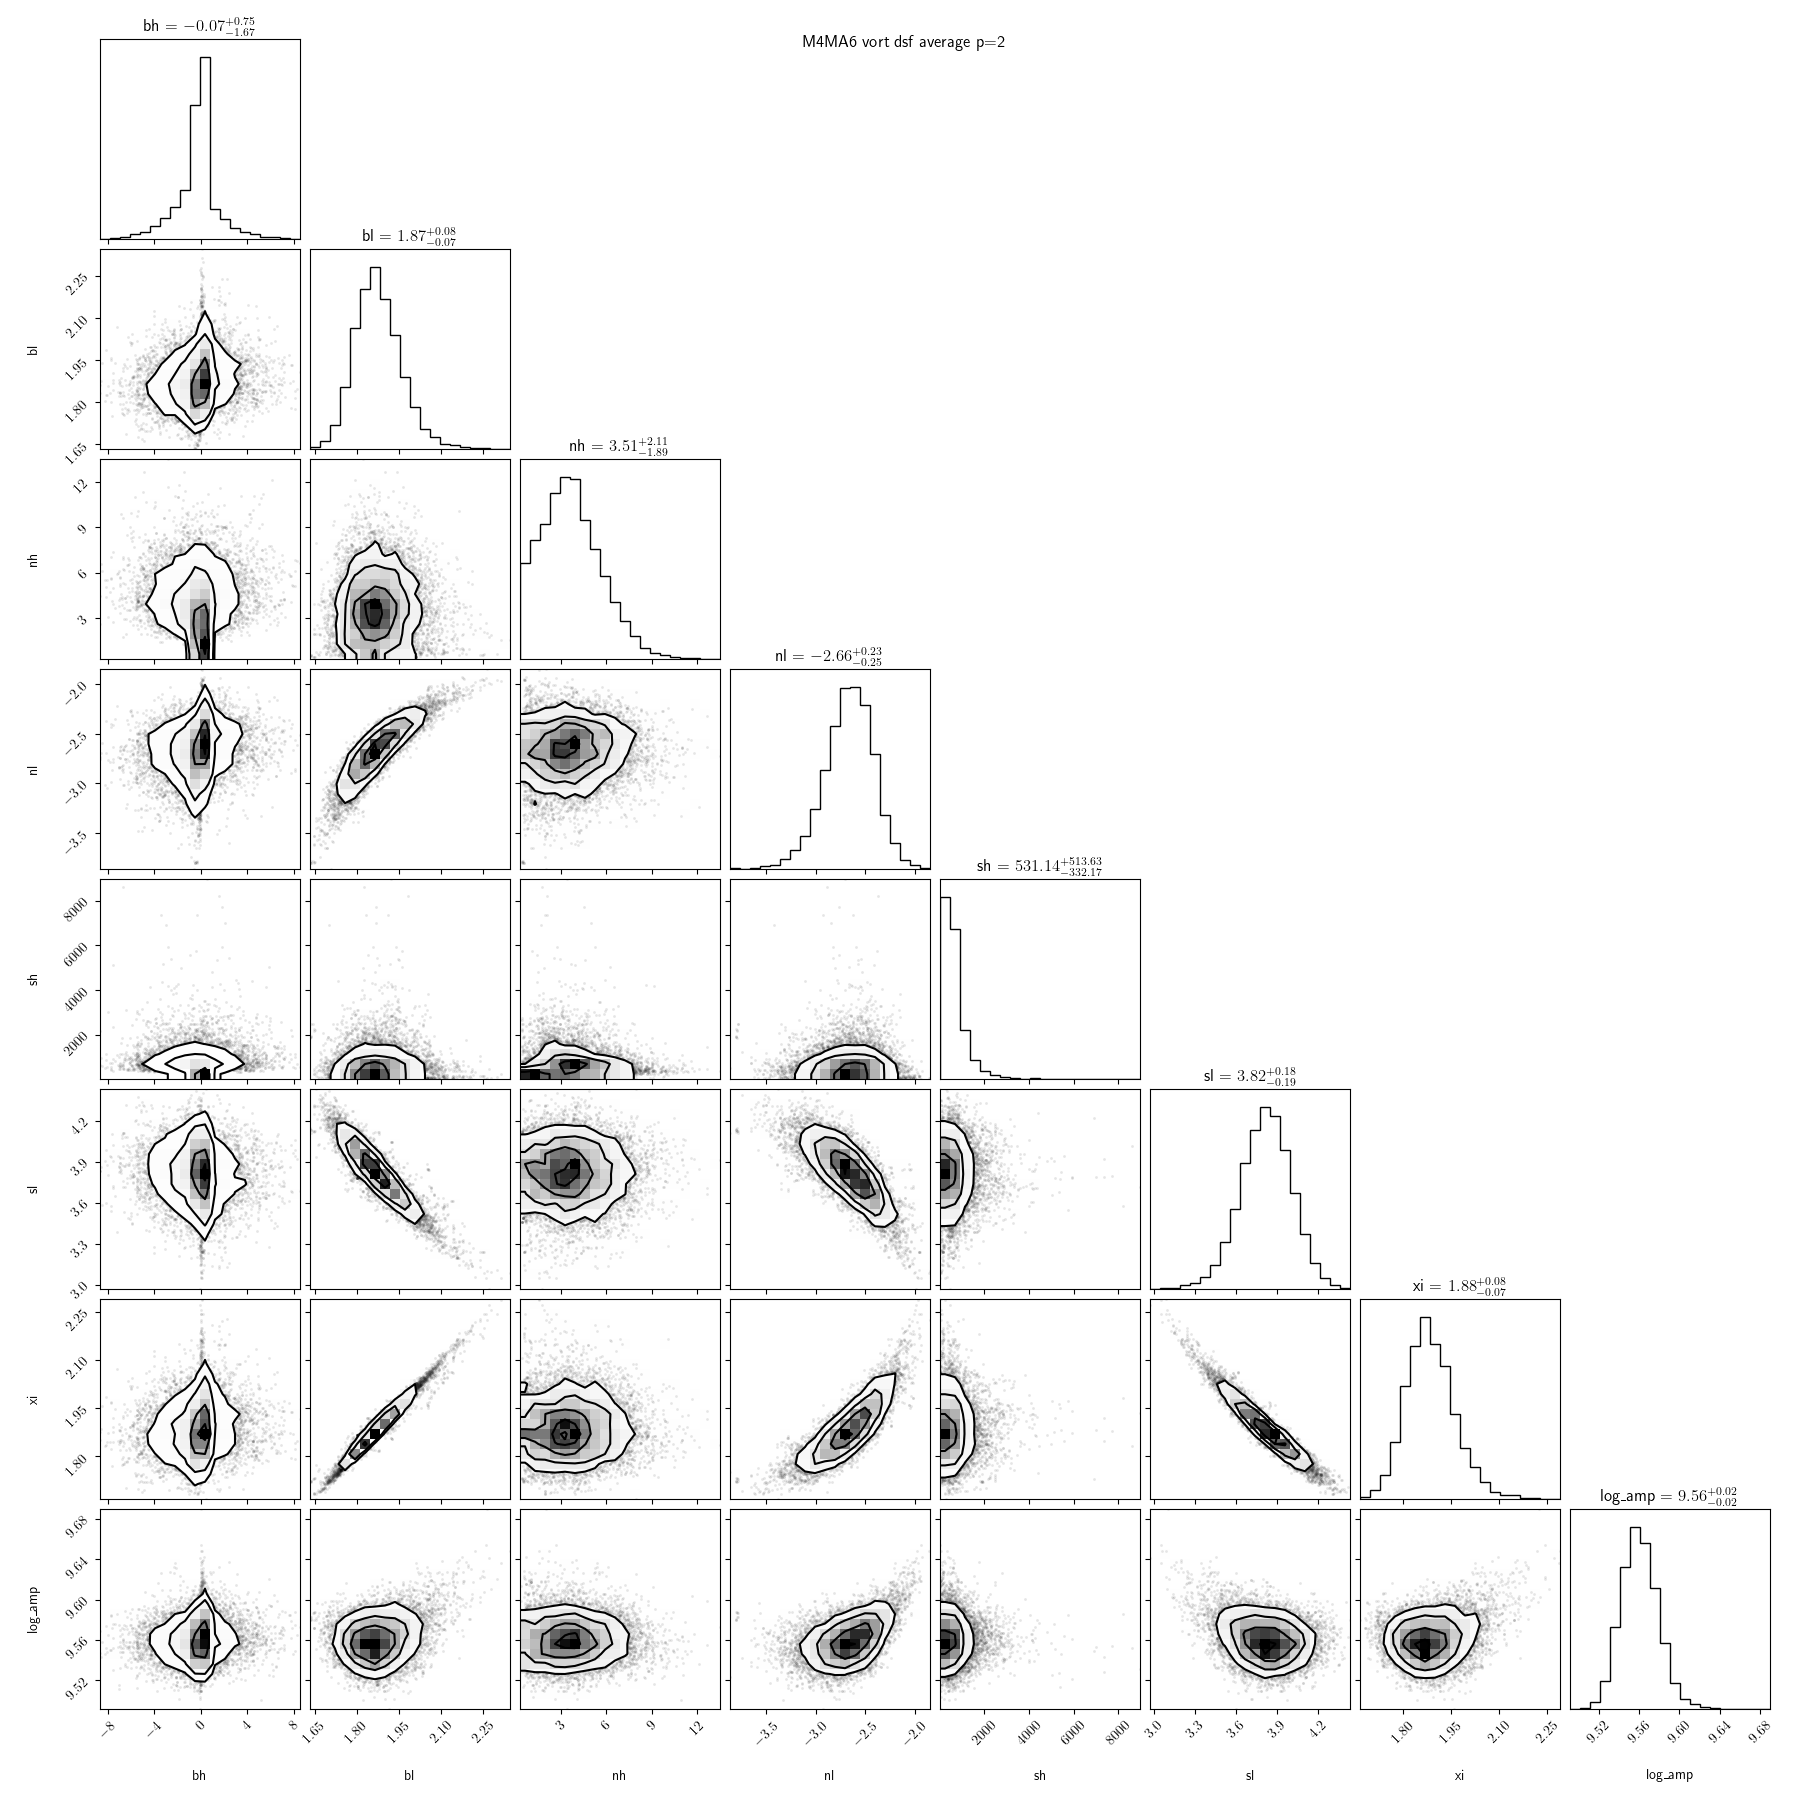 M4MA6 vort dsf average p=2
bh = −0.07 +0.75 −1.67
bl = 1.87 +0.08 −0.07
2.25
2.10
1.95
1.80
1.65
bl
nh = 3.51 +2.11 −1.89
12
9
6
3
nh
nl = −2.66 +0.23 −0.25
−2.0
−2.5
−3.0
−3.5
nl
sh = 531.14 +513.63 −332.17
8000
6000
4000
2000
sh
sl = 3.82 +0.18 −0.19
4.2
3.9
3.6
3.3
3.0
sl
xi = 1.88 +0.08 −0.07
2.25
2.10
1.95
1.80
xi
log_amp = 9.56 +0.02 −0.02
9.68
9.64
9.60
9.56
9.52
log_amp
−8 −4 0 4 8
1.65 1.80 1.95 2.10 2.25
3 6 9 12
−3.5 −3.0 −2.5 −2.0
2000 4000 6000 8000
3.0 3.3 3.6 3.9 4.2
1.80 1.95 2.10 2.25
9.52 9.56 9.60 9.64 9.68
bh bl nh nl sh sl xi log_amp